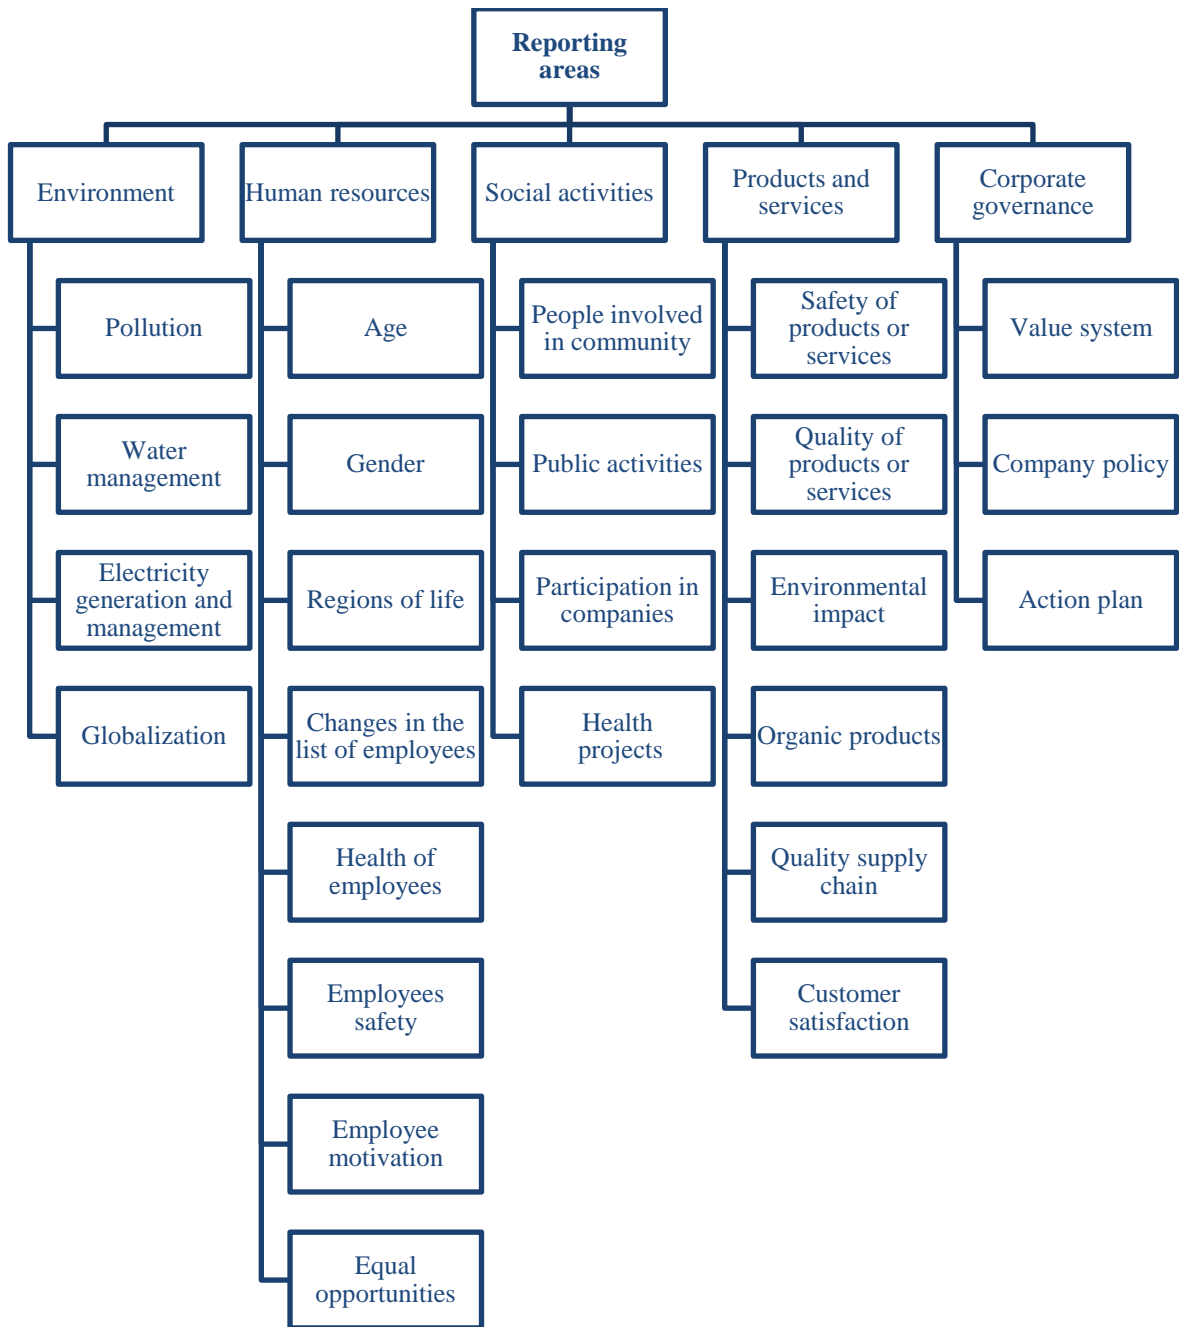 Reporting
areas
Environment
Human resources
Social activities
Products and
services
Corporate
governance
Pollution
Water
management
Electricity
generation and
management
Globalization
Age
Gender
Regions of life
Changes in the
list of employees
Health of
employees
Employees
safety
Employee
motivation
Equal
opportunities
People involved
in community
Public activities
Participation in
companies
Health
projects
Safety of
products or
services
Quality of
products or
services
Environmental
impact
Organic products
Quality supply
chain
Customer
satisfaction
Value system
Company policy
Action plan